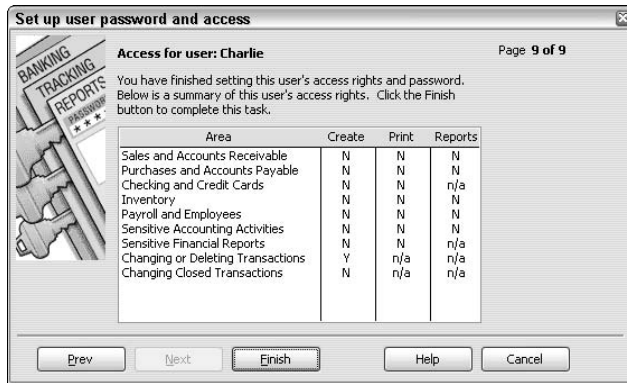 Set up user password and access
BANKING
TRACKING
REPORTS
PASSWORD
* * *
Access for user: Charlie
Page 9 of 9
You have finished setting this user's access rights and password.
Below is a summary of this user's access rights. Click the Finish
button to complete this task.
Area Create Print Reports
Sales and Accounts Receivable N N N
Purchases and Accounts Payable N N N
Checking and Credit Cards N N n/a
Inventory N N N
Payroll and Employees N N N
Sensitive Accounting Activities N N N
Sensitive Financial Reports N N n/a
Changing or Deleting Transactions Y n/a n/a
Changing Closed Transactions N n/a n/a
Prev Next Finish Help Cancel